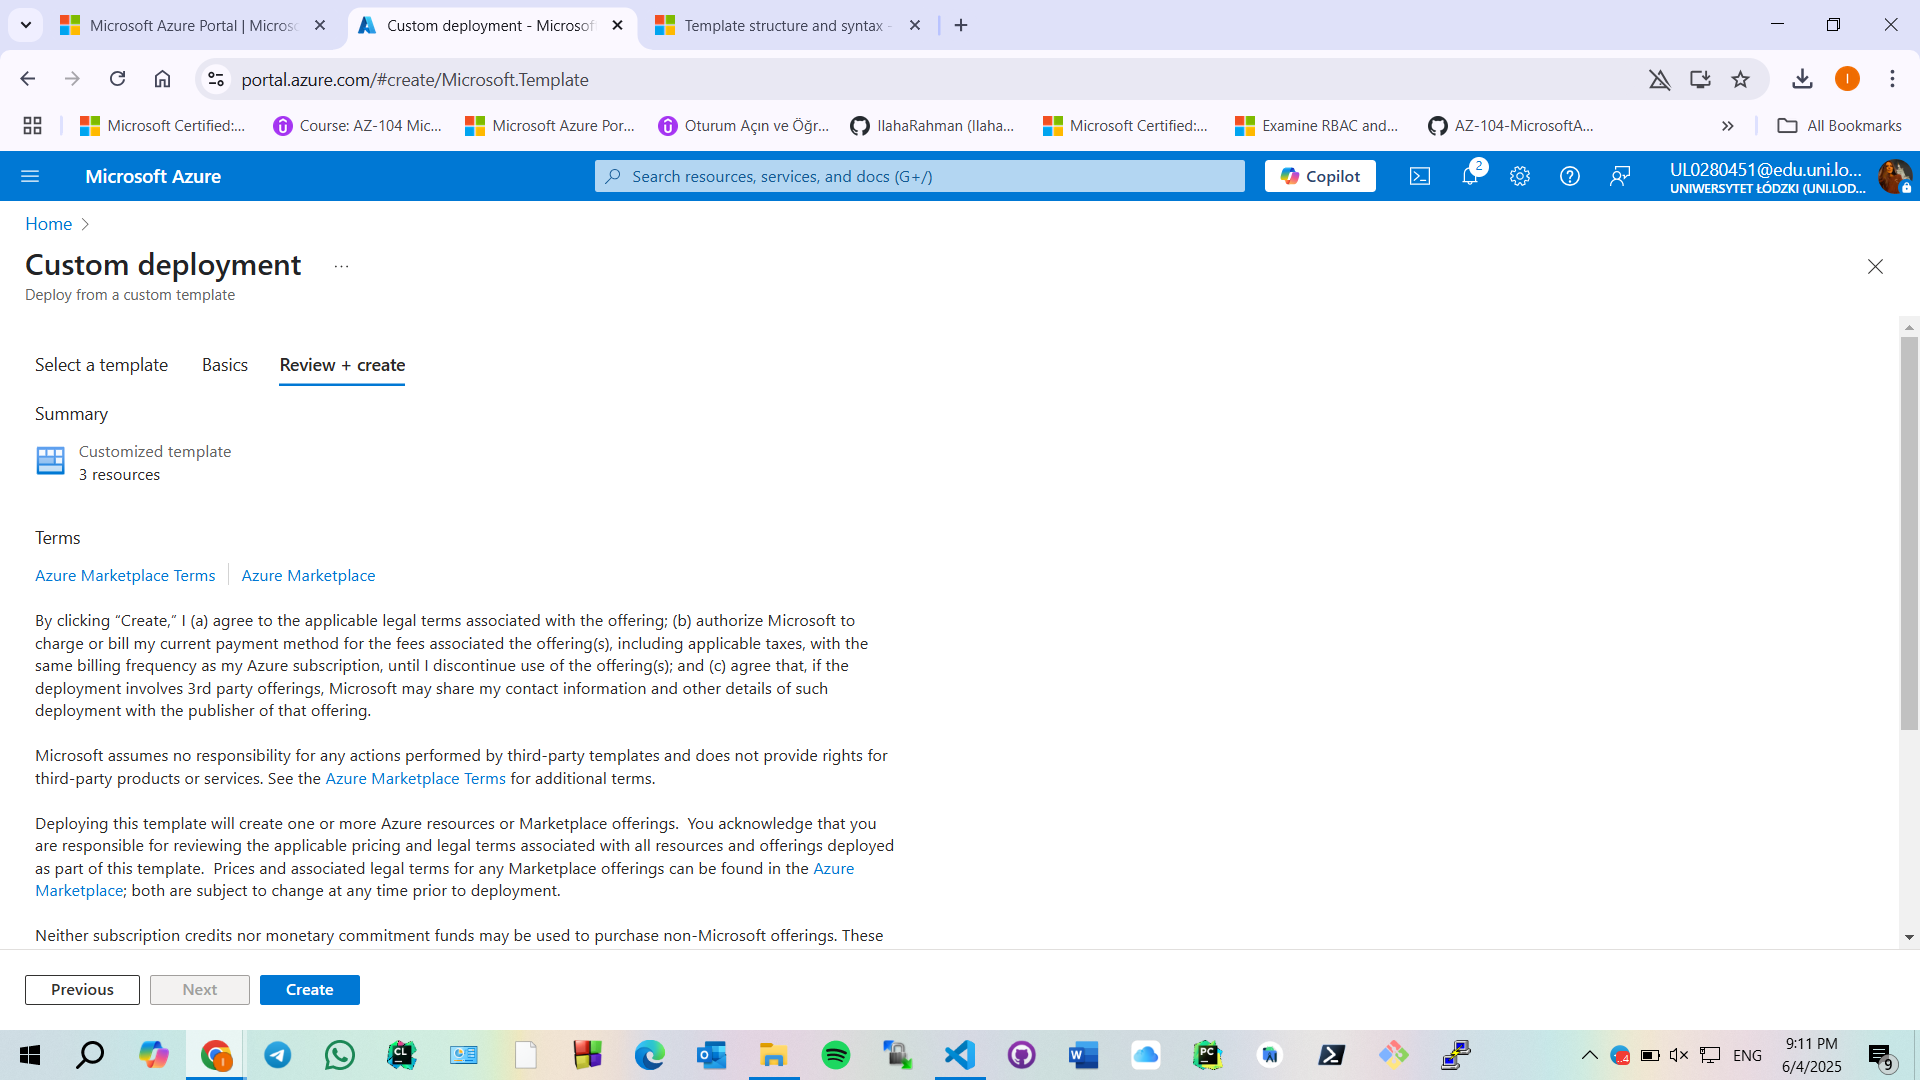 Microsoft Azure Portal | Micros
Custom deployment - Microsoft
Template structure and syntax -
portal.azure.com/#create/Microsoft.Template
Microsoft Certified:...
Course: AZ-104 Mic...
Microsoft Azure Por...
Oturum Açın ve Öğr...
IlahaRahman (Ilaha...
Microsoft Certified:...
Examine RBAC and...
AZ-104-MicrosoftA...
All Bookmarks
Microsoft Azure
Search resources, services, and docs (G+/)
Copilot
2
UL0280451@edu.uni.lo...
UNIWERSYTET ŁÓDZKI (UNI.LOD...
Home
Custom deployment
...
Deploy from a custom template
Select a template
Basics
Review + create
Summary
Customized template
3 resources
Terms
Azure Marketplace Terms
Azure Marketplace
By clicking “Create,” I (a) agree to the applicable legal terms associated with the offering; (b) authorize Microsoft to
charge or bill my current payment method for the fees associated the offering(s), including applicable taxes, with the
same billing frequency as my Azure subscription, until I discontinue use of the offering(s); and (c) agree that, if the
deployment involves 3rd party offerings, Microsoft may share my contact information and other details of such
deployment with the publisher of that offering.
Microsoft assumes no responsibility for any actions performed by third-party templates and does not provide rights for
third-party products or services. See the Azure Marketplace Terms for additional terms.
Deploying this template will create one or more Azure resources or Marketplace offerings.  You acknowledge that you
are responsible for reviewing the applicable pricing and legal terms associated with all resources and offerings deployed
as part of this template.  Prices and associated legal terms for any Marketplace offerings can be found in the Azure
Marketplace; both are subject to change at any time prior to deployment.
Neither subscription credits nor monetary commitment funds may be used to purchase non-Microsoft offerings. These
Previous
Next
Create
ENG
9:11 PM
6/4/2025
9